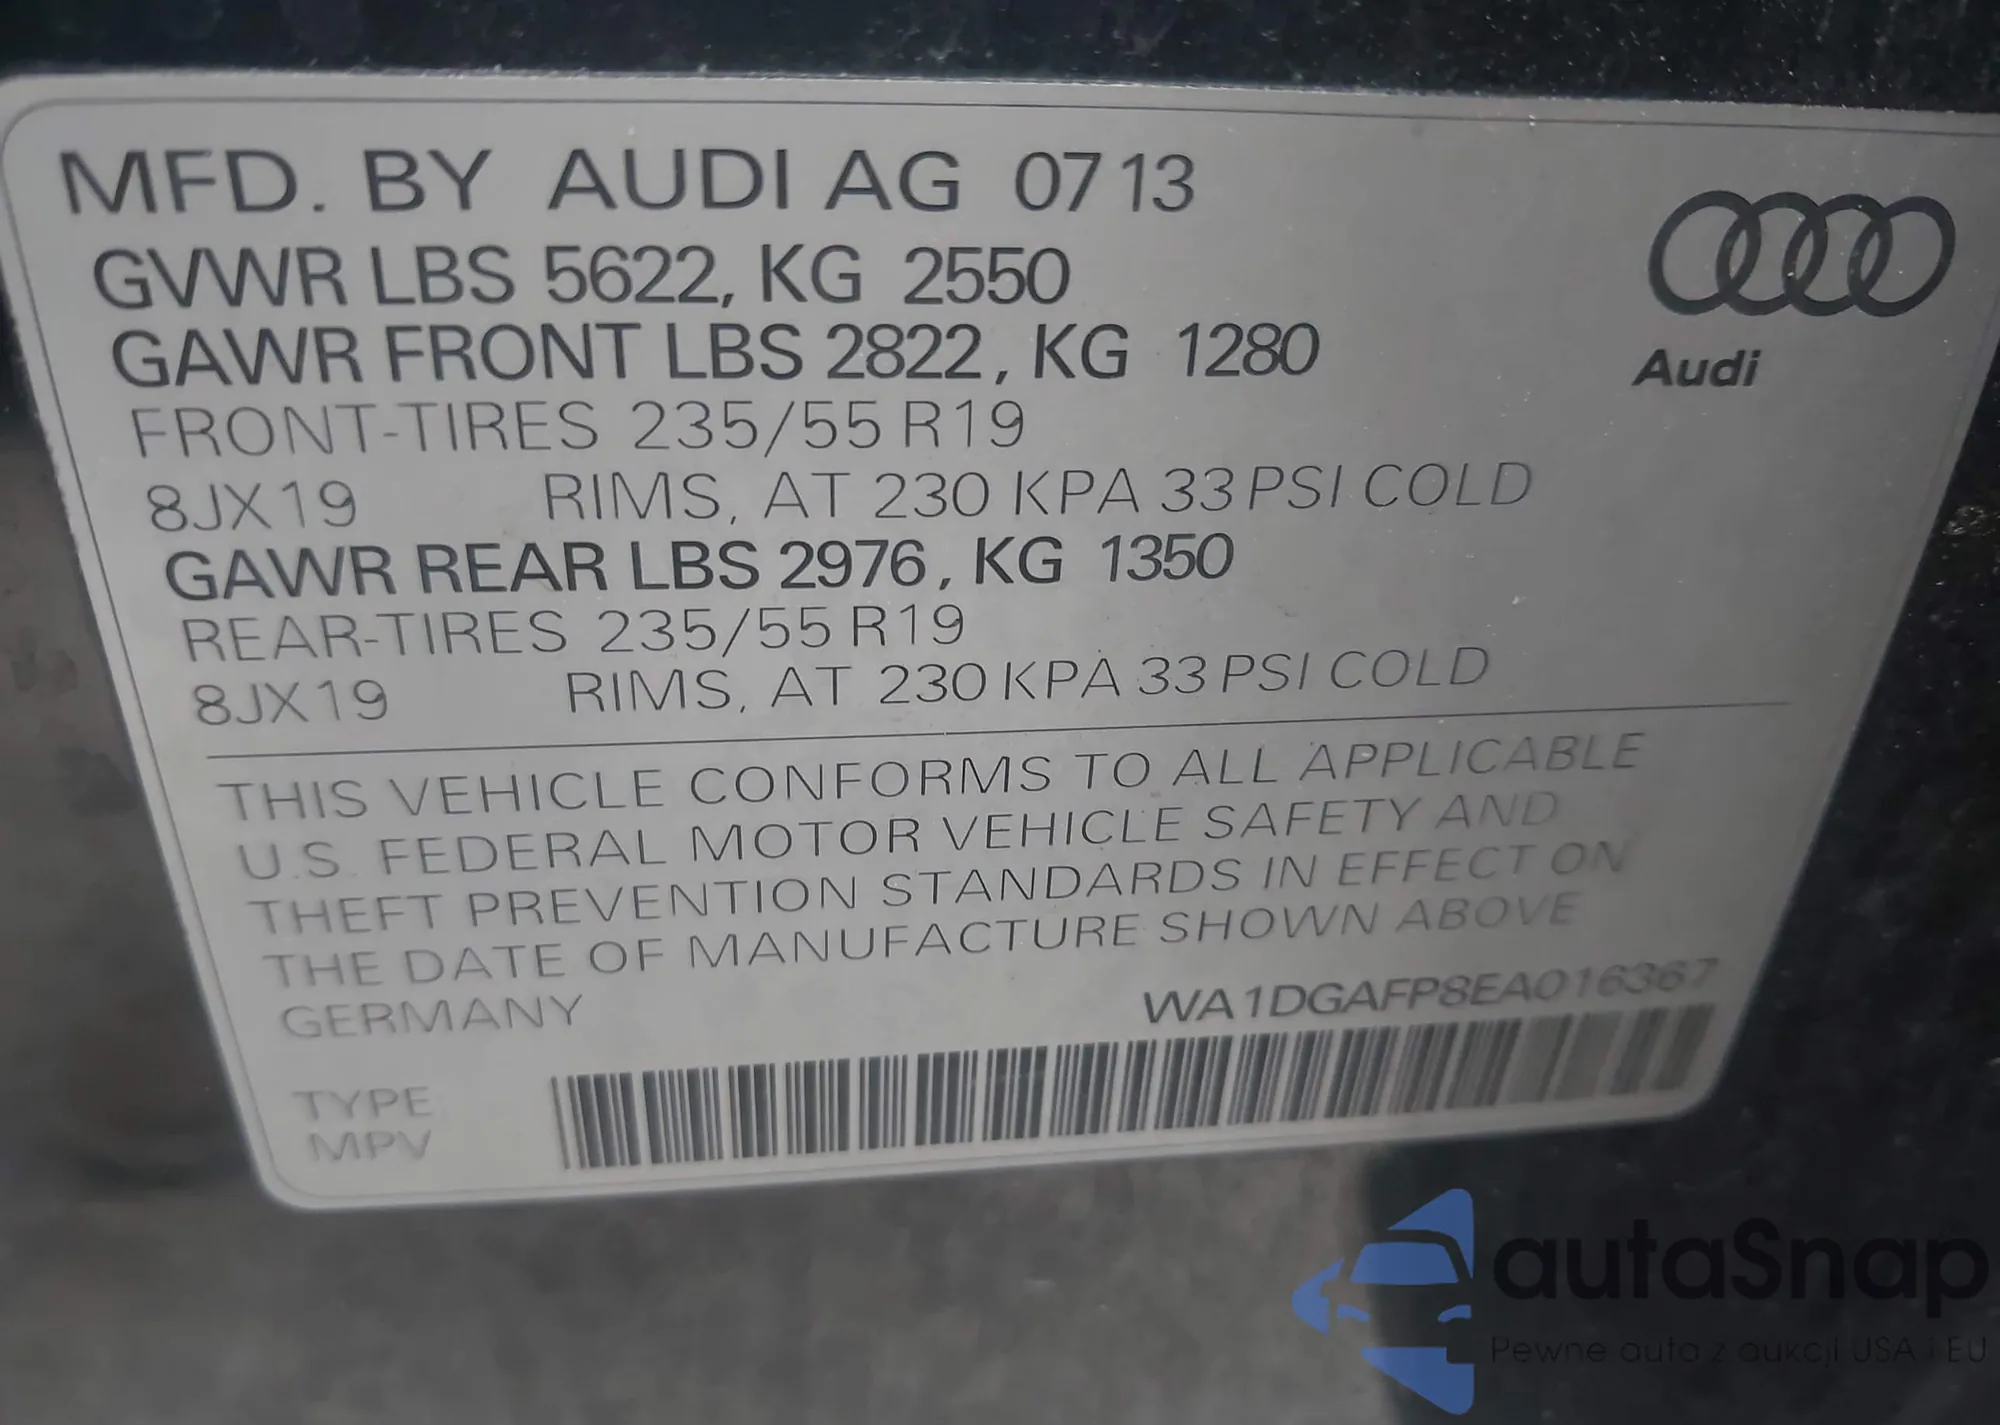 MFD. BY AUDI AG 07 13
GVWR LBS 5622, KG 2550
GAWR FRONT LBS 2822, KG 1280
FRONT-TIRES 235/55 R19
8JX19 RIMS, AT 230 KPA 33 PSI COLD
GAWR REAR LBS 2976, KG 1350
REAR-TIRES 235/55 R19
8JX19 RIMS, AT 230 KPA 33 PSI COLD
Audi
THIS VEHICLE CONFORMS TO ALL APPLICABLE
U.S. FEDERAL MOTOR VEHICLE SAFETY AND
THEFT PREVENTION STANDARDS IN EFFECT ON
THE DATE OF MANUFACTURE SHOWN ABOVE
GERMANY
WA1DGAFP8EA016367
TYPE
MPV
autaSnap
Pewne auta z aukcji USA i EU